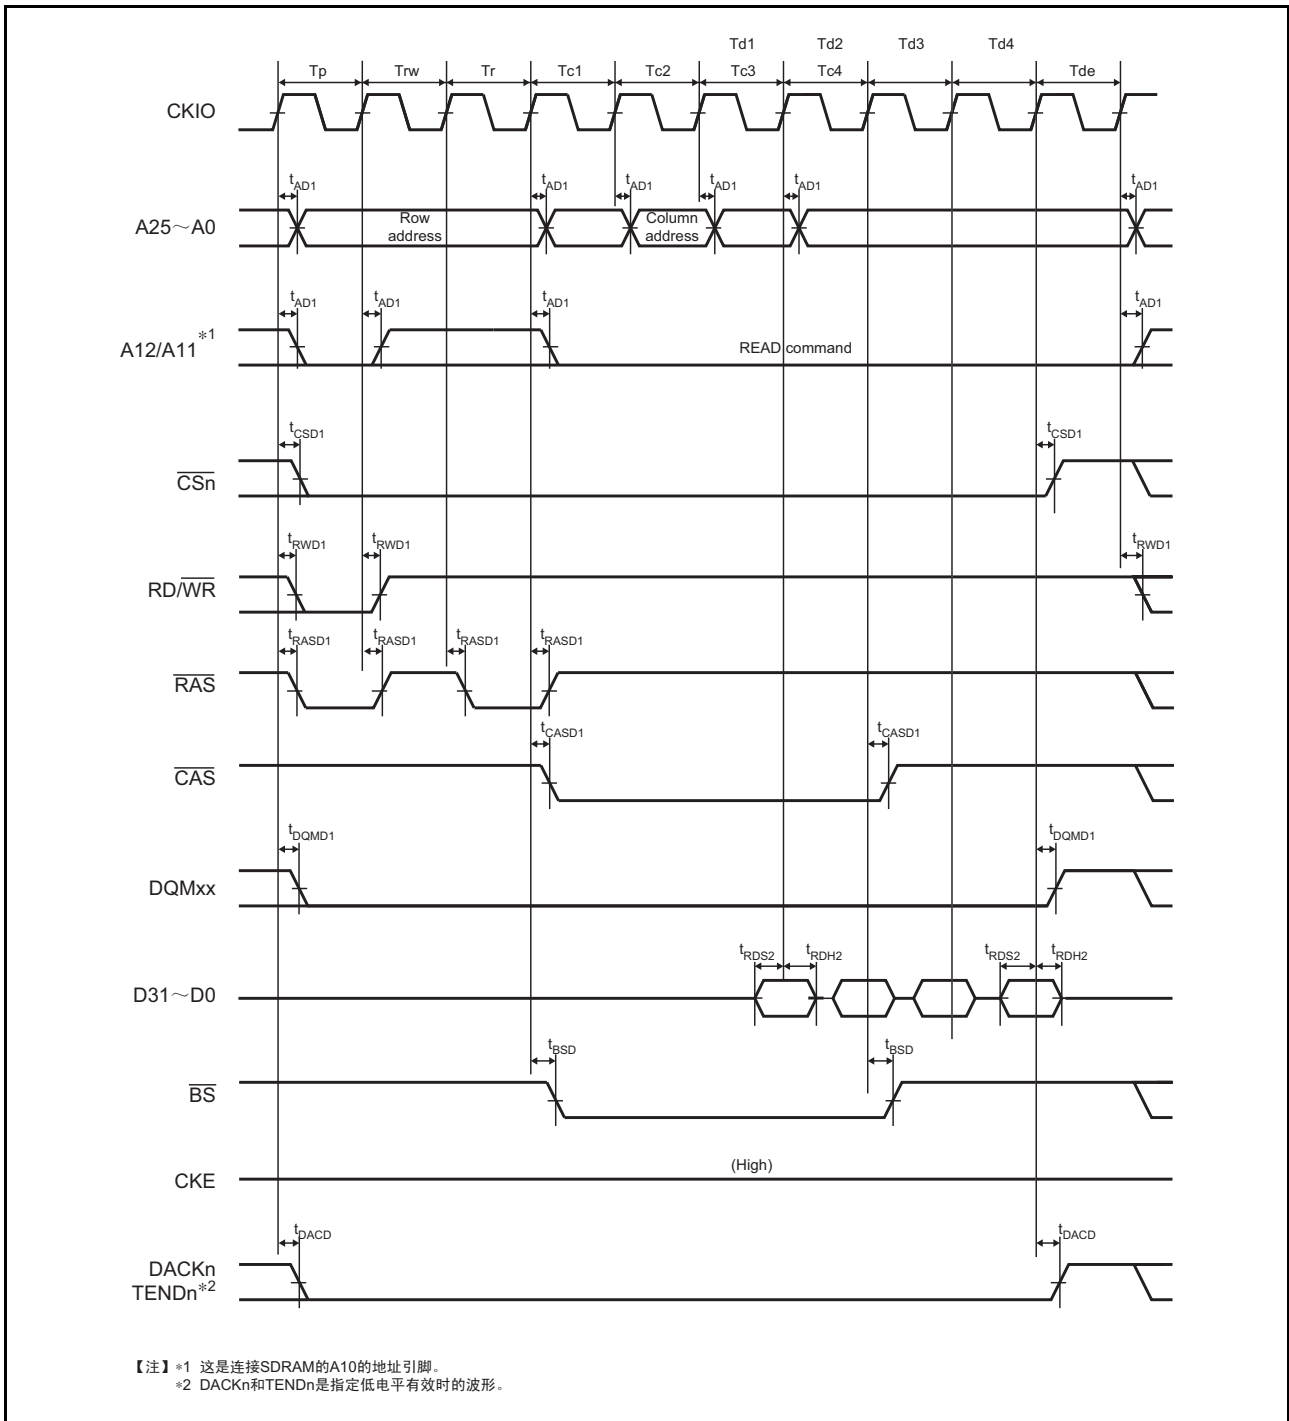 Td1 Td2 Td3 Td4
Tp Trw Tr Tc1 Tc2 Tc3 Tc4 Tde
CKIO
tAD1 tAD1 tAD1 tAD1 tAD1 tAD1
A25～A0
Row address
Column address
tAD1 tAD1 tAD1 tAD1
A12/A11*1
READ command
tCSD1 tCSD1
CSn
tRWD1 tRWD1 tRWD1
RD/WR
tRASD1 tRASD1 tRASD1 tRASD1
RAS
tCASD1 tCASD1
CAS
tDQMD1 tDQMD1
DQMxx
tRDS2 tRDH2 tRDS2 tRDH2
D31～D0
tBSD tBSD
BS
(High)
CKE
tDACD tDACD
DACKn
TENDn*2
【注】*1 这是连接SDRAM的A10的地址引脚。
*2 DACKn和TENDn是指定低电平有效时的波形。